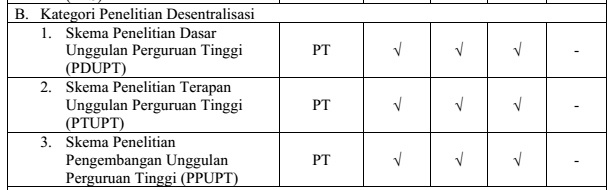 B. Kategori Penelitian Desentralisasi
1. Skema Penelitian Dasar
Unggulan Perguruan Tinggi
(PDUPT)
PT √ √ √ -
2. Skema Penelitian Terapan
Unggulan Perguruan Tinggi
(PTUPT)
PT √ √ √ -
3. Skema Penelitian
Pengembangan Unggulan
Perguruan Tinggi (PPUPT)
PT √ √ √ -